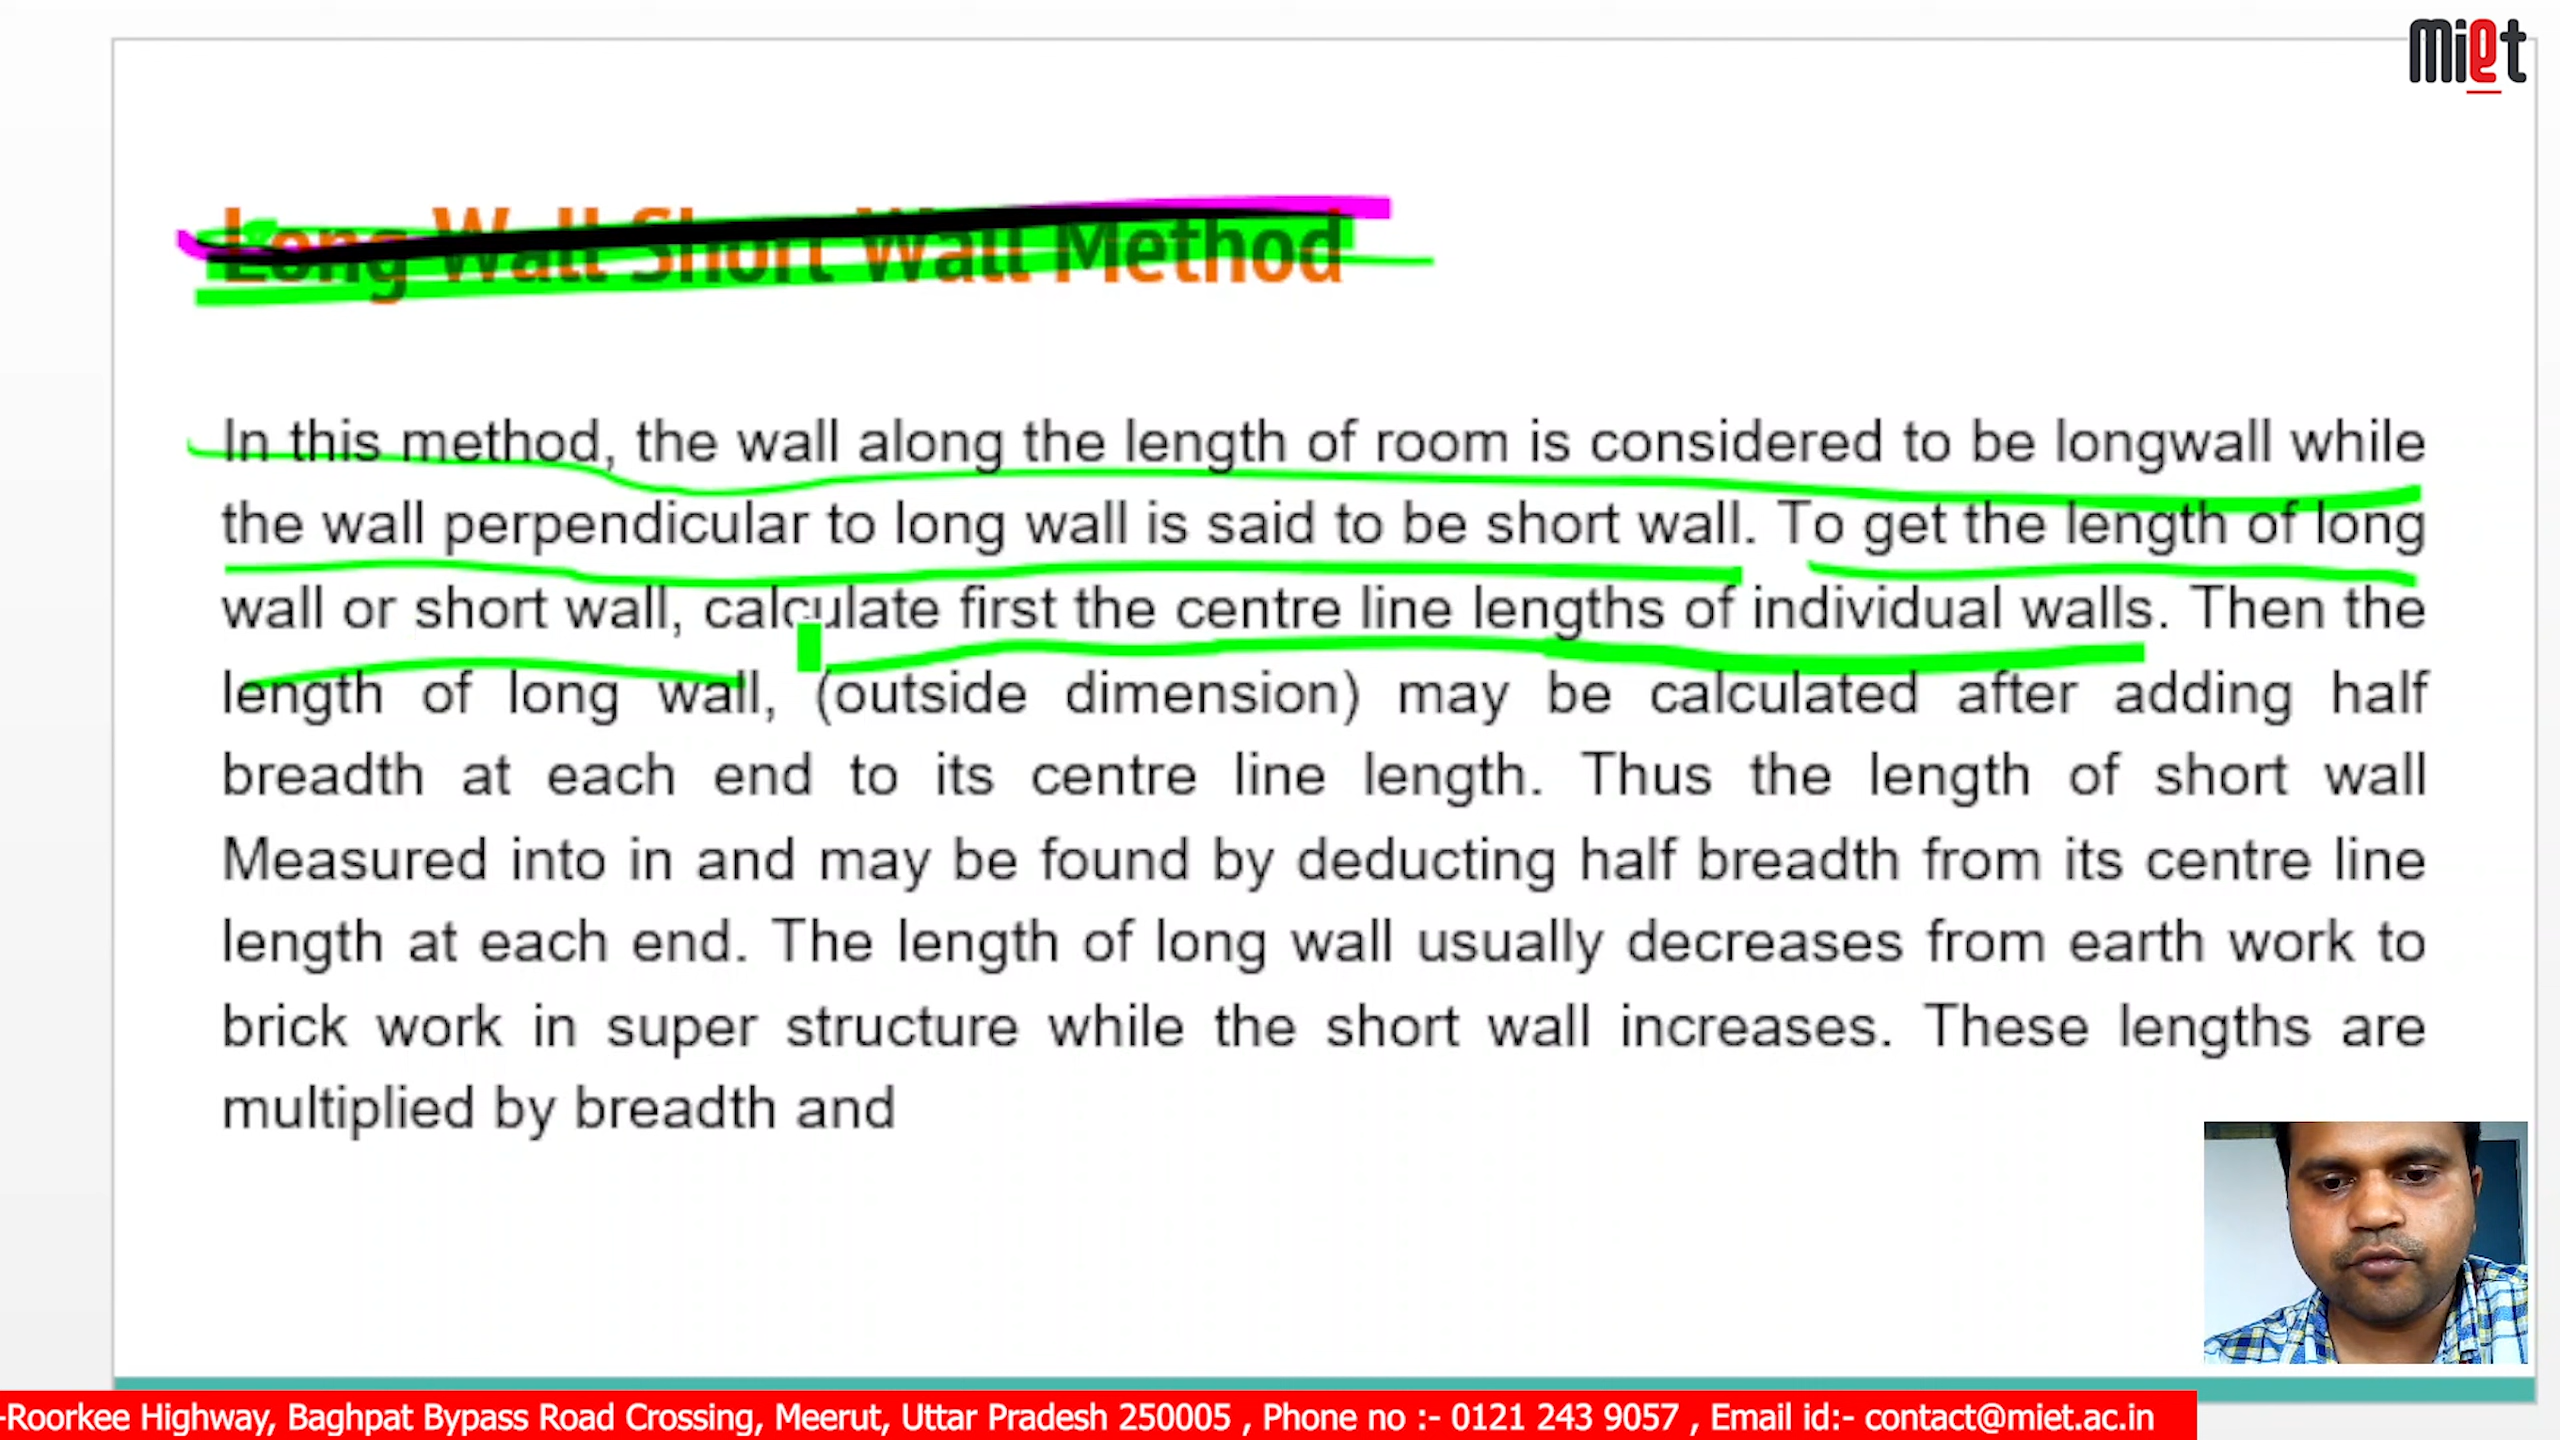 miet
Long Wall Short Wall Method
In this method, the wall along the length of room is considered to be longwall while
the wall perpendicular to long wall is said to be short wall. To get the length of long
wall or short wall, calculate first the centre line lengths of individual walls. Then the
length of long wall, (outside dimension) may be calculated after adding half
breadth at each end to its centre line length. Thus the length of short wall
Measured into in and may be found by deducting half breadth from its centre line
length at each end. The length of long wall usually decreases from earth work to
brick work in super structure while the short wall increases. These lengths are
multiplied by breadth and
-Roorkee Highway, Baghpat Bypass Road Crossing, Meerut, Uttar Pradesh 250005 , Phone no :- 0121 243 9057 , Email id:- contact@miet.ac.in